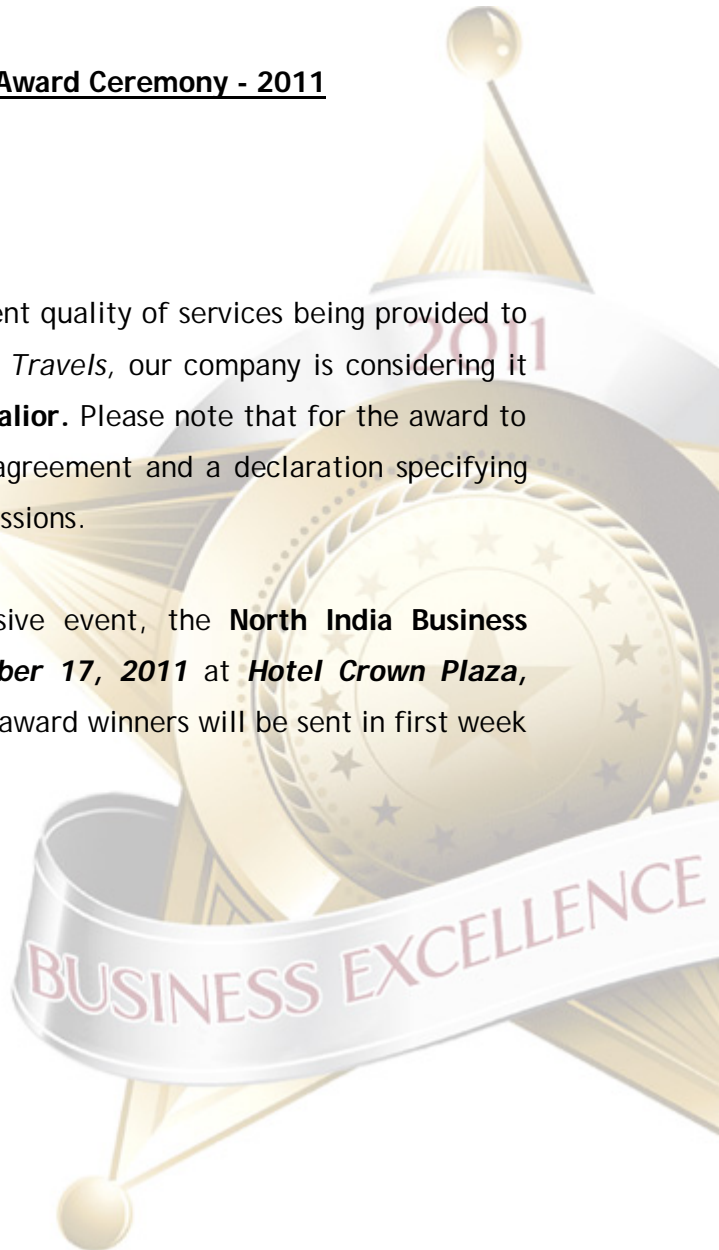 Award Ceremony - 2011
ent quality of services being provided to
Travels, our company is considering it
alior. Please note that for the award to
agreement and a declaration specifying
ssions.
sive event, the North India Business
ber 17, 2011 at Hotel Crown Plaza,
award winners will be sent in first week
2011
BUSINESS EXCELLENCE